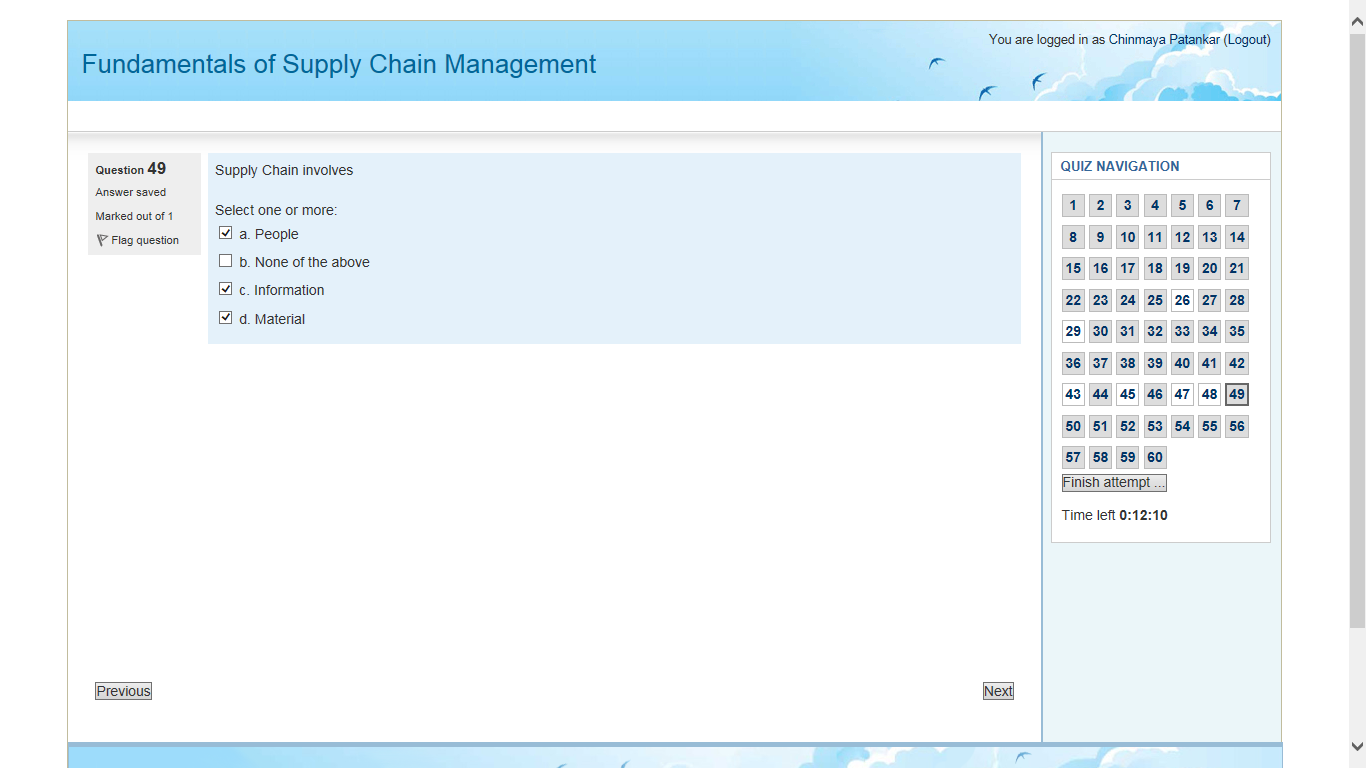 You are logged in as Chinmaya Patankar (Logout)
Fundamentals of Supply Chain Management
Question 49
Answer saved
Marked out of 1
Flag question
Supply Chain involves
Select one or more:
a. People
b. None of the above
c. Information
d. Material
Previous
Next
QUIZ NAVIGATION
1 2 3 4 5 6 7
8 9 10 11 12 13 14
15 16 17 18 19 20 21
22 23 24 25 26 27 28
29 30 31 32 33 34 35
36 37 38 39 40 41 42
43 44 45 46 47 48 49
50 51 52 53 54 55 56
57 58 59 60
Finish attempt ...
Time left 0:12:10